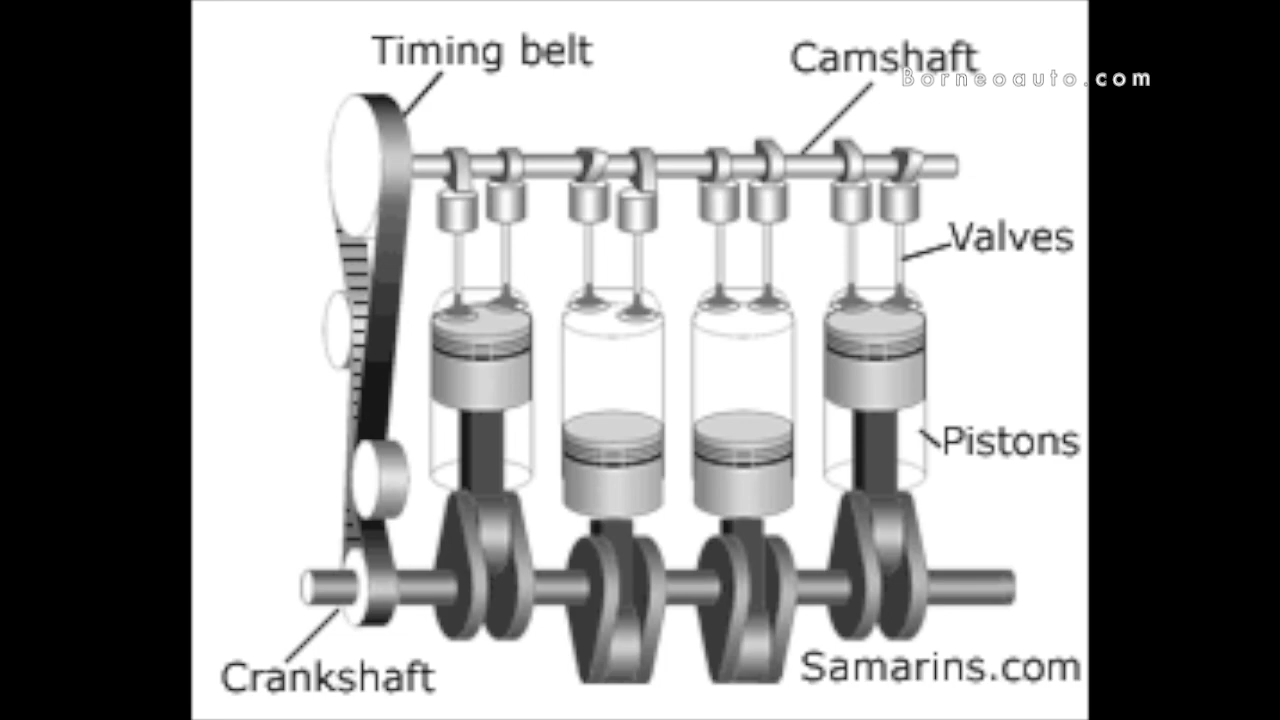 Timing belt
Camshaft
Borneoauto.com
Valves
Pistons
Crankshaft
Samarins.com